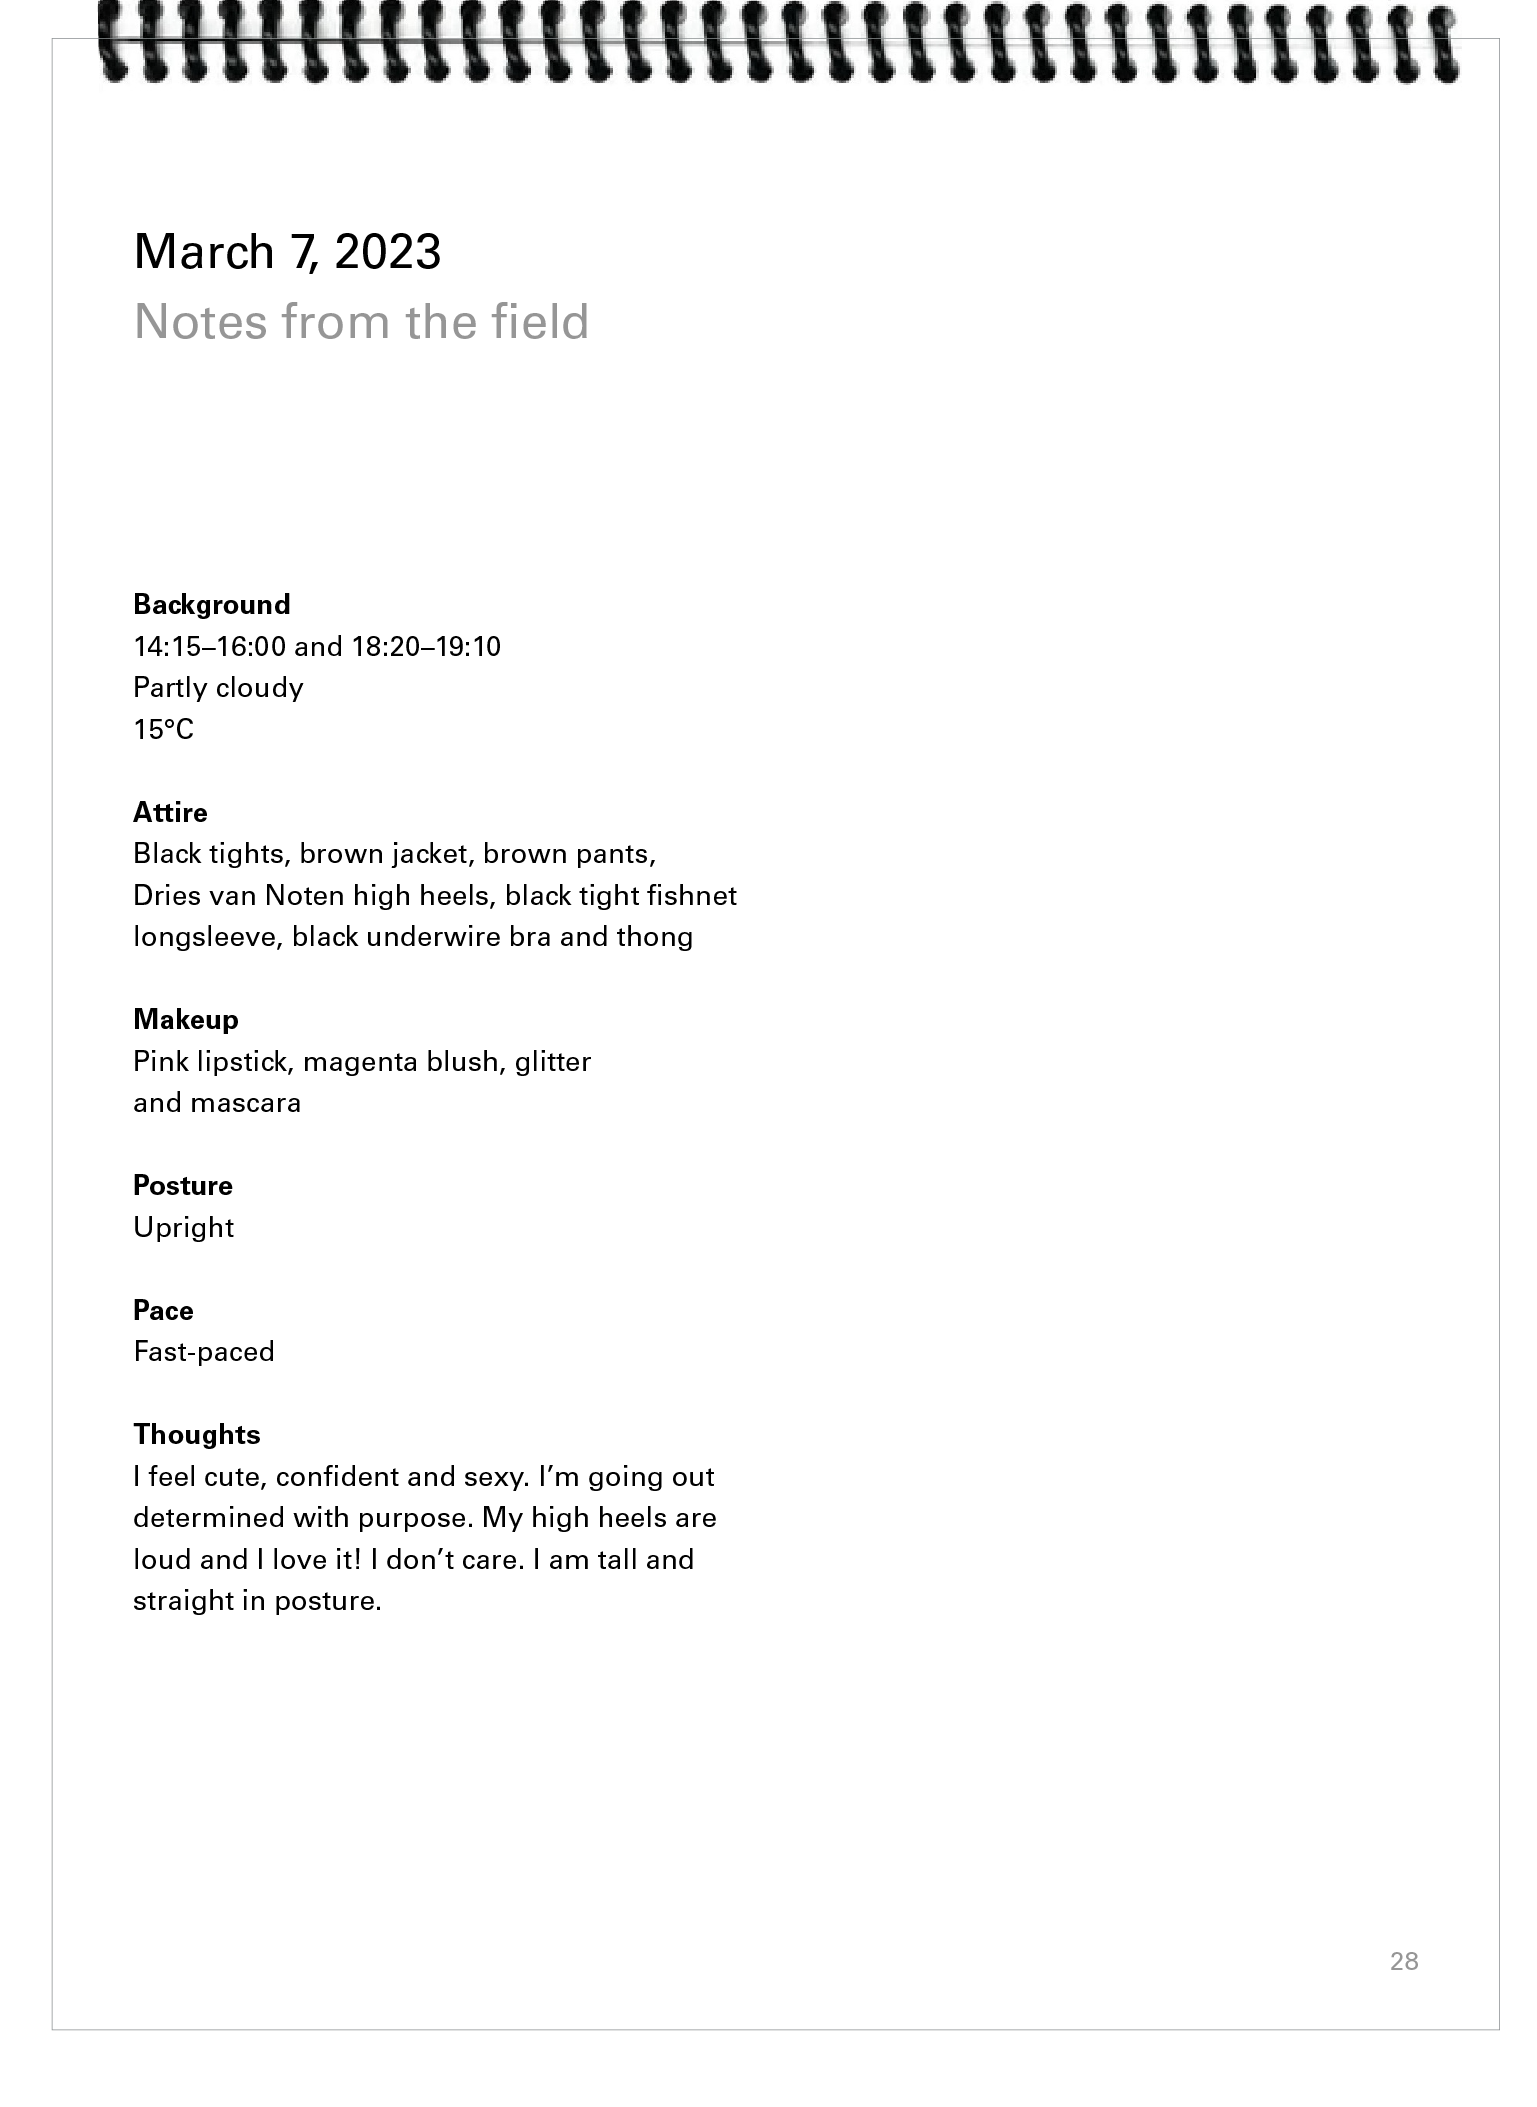 March 7, 2023
Notes from the field
Background
14:15–16:00 and 18:20–19:10
Partly cloudy
15°C
Attire
Black tights, brown jacket, brown pants,
Dries van Noten high heels, black tight fishnet
longsleeve, black underwire bra and thong
Makeup
Pink lipstick, magenta blush, glitter
and mascara
Posture
Upright
Pace
Fast-paced
Thoughts
I feel cute, confident and sexy. I’m going out
determined with purpose. My high heels are
loud and I love it! I don’t care. I am tall and
straight in posture.
28